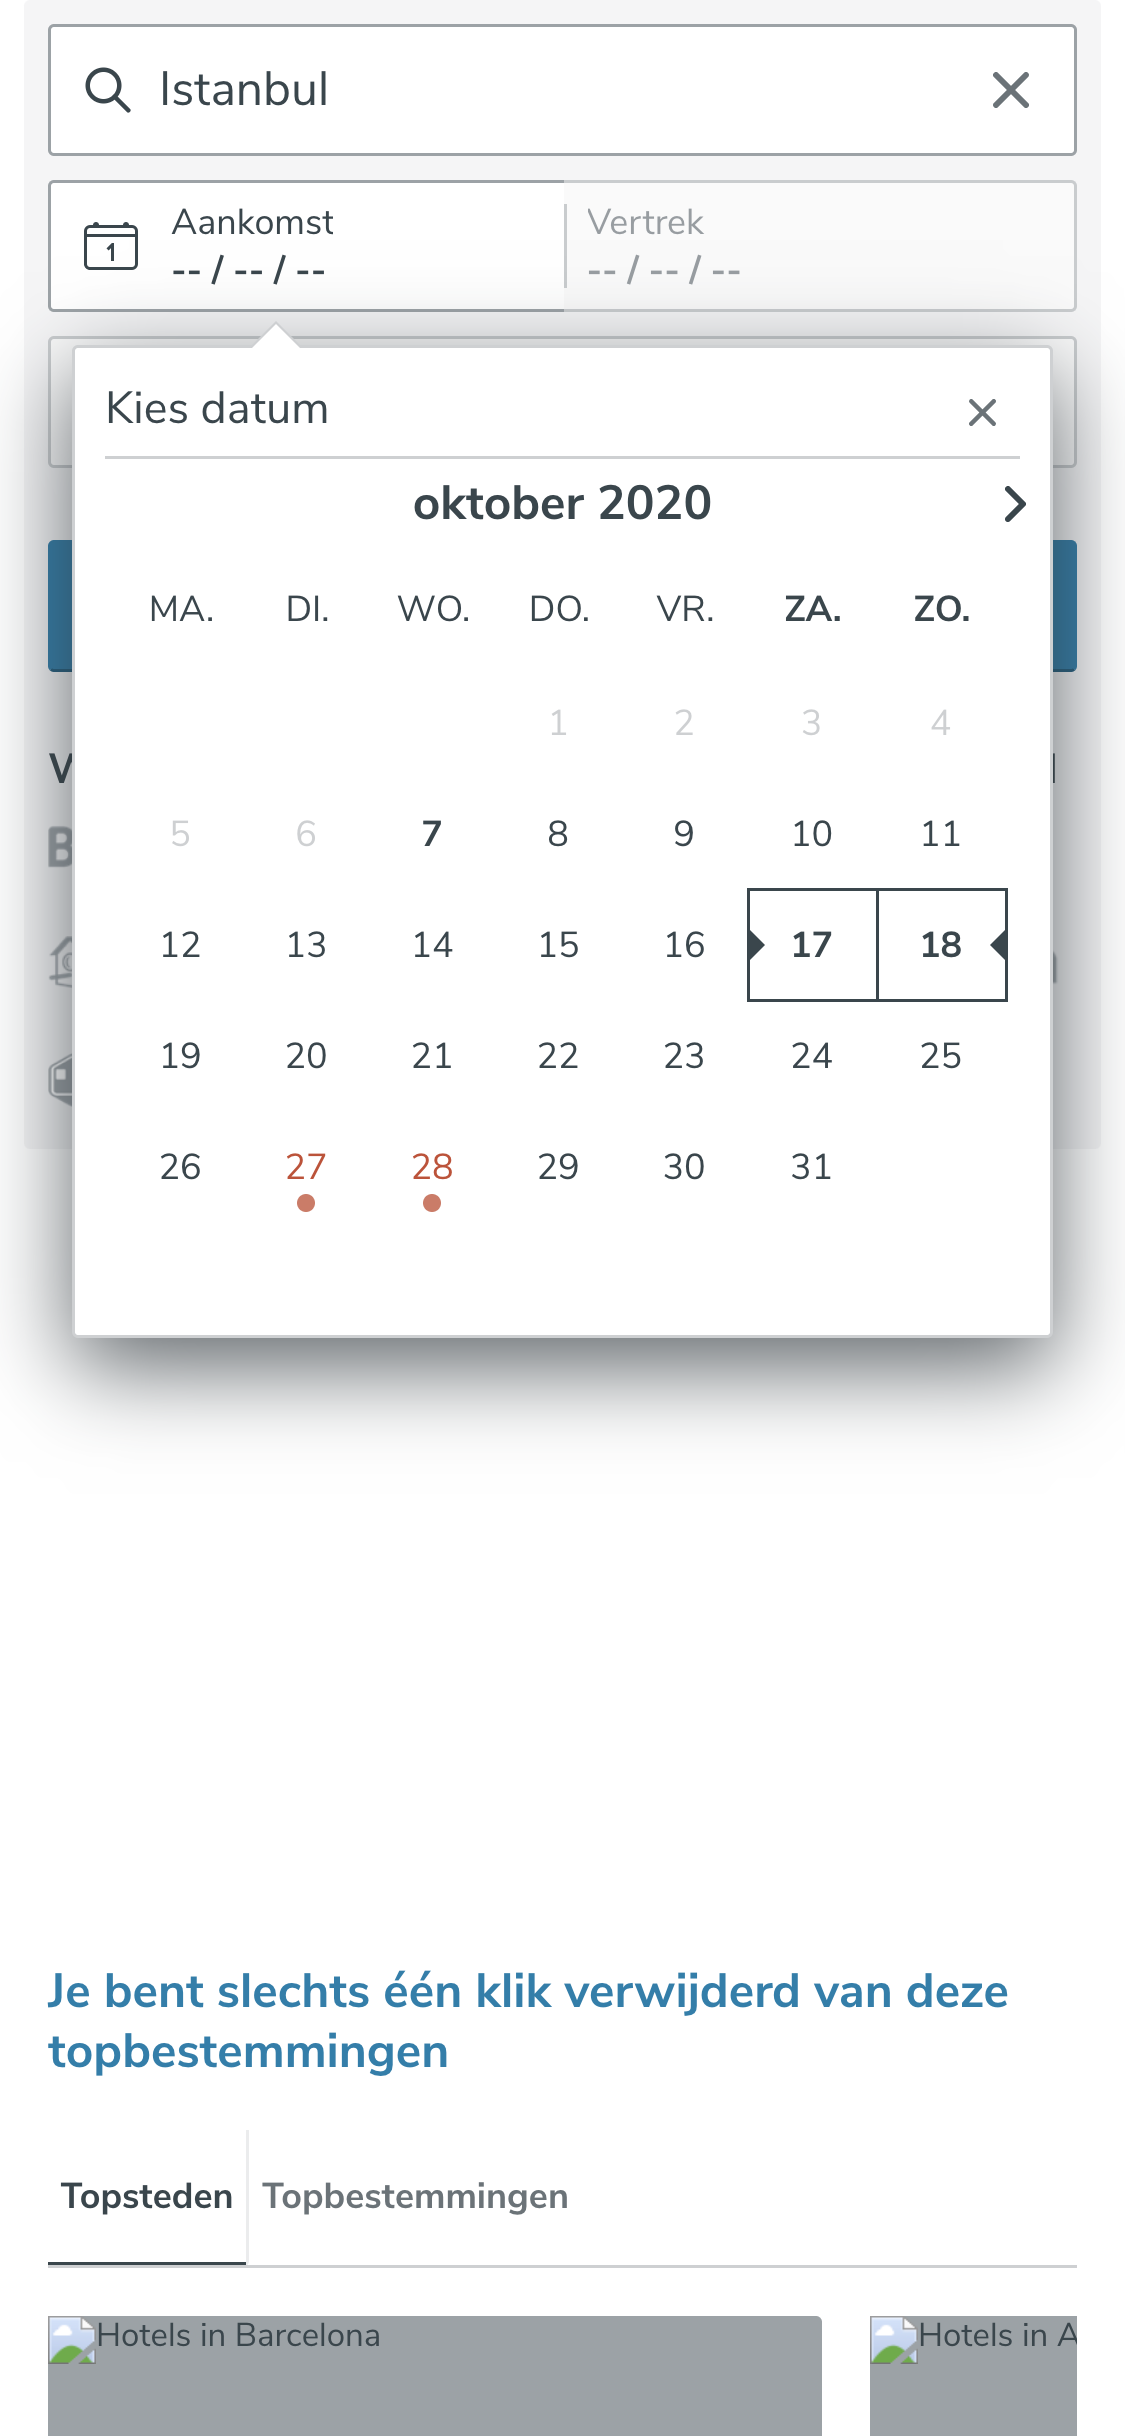 Istanbul
Aankomst
-- / -- / --
Vertrek
-- / -- / --
1
Kies datum
oktober 2020
MA. DI. WO. DO. VR. ZA. ZO.
1 2 3 4
5 6 7 8 9 10 11
12 13 14 15 16 17 18
19 20 21 22 23 24 25
26 27 28 29 30 31
Je bent slechts één klik verwijderd van deze
topbestemmingen
Topsteden Topbestemmingen
Hotels in Barcelona
Hotels in